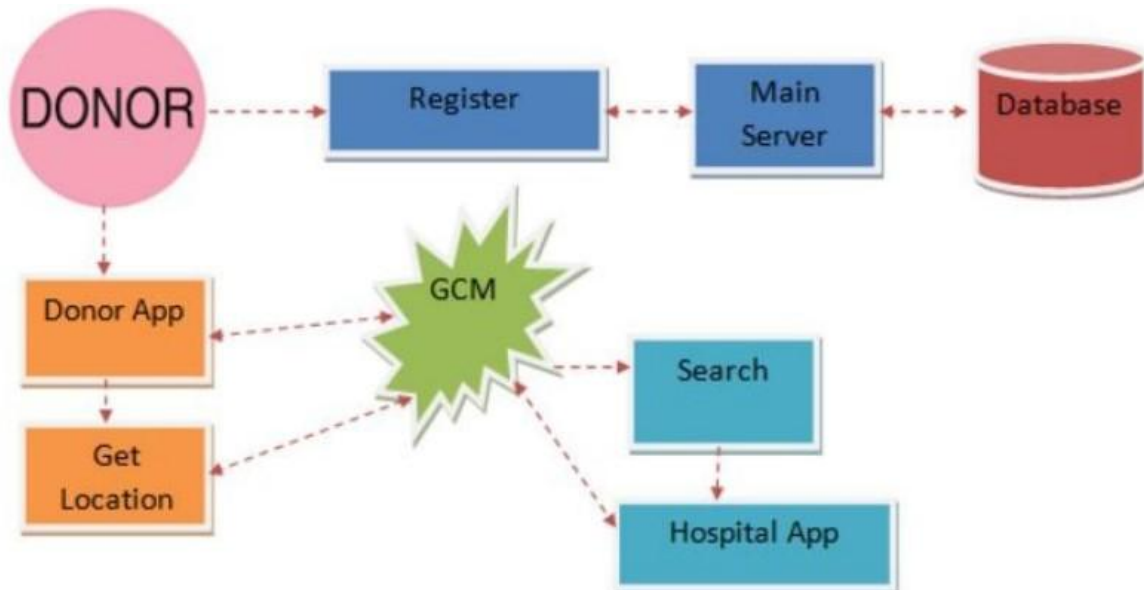 DONOR
Register
Main
Server
Database
Donor App
GCM
Search
Get
Location
Hospital App